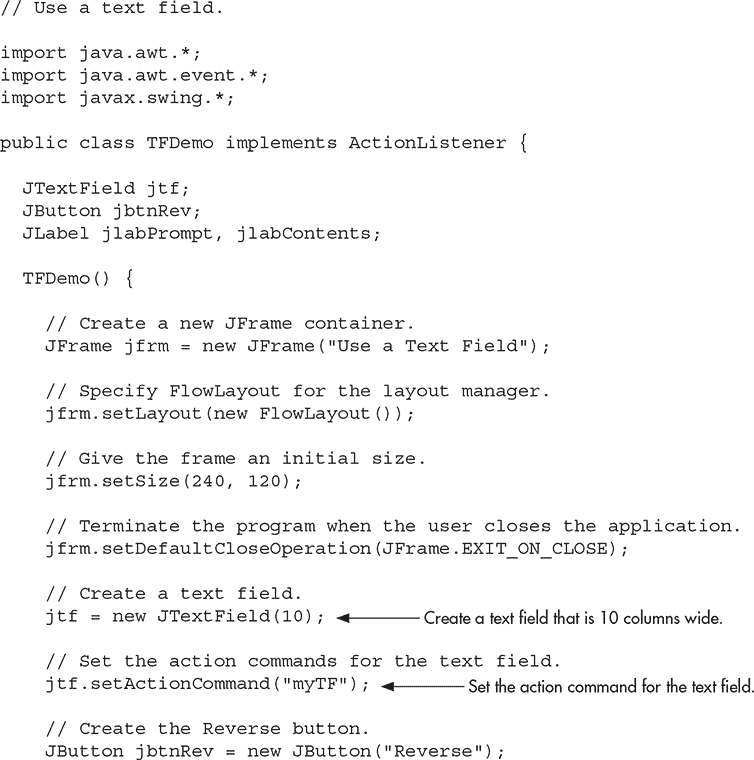 // Use a text field.

import java.awt.*;
import java.awt.event.*;
import javax.swing.*;

public class TFDemo implements ActionListener {

  JTextField jtf;
  JButton jbtnRev;
  JLabel jlabPrompt, jlabContents;

  TFDemo() {

    // Create a new JFrame container.
    JFrame jfrm = new JFrame("Use a Text Field");

    // Specify FlowLayout for the layout manager.
    jfrm.setLayout(new FlowLayout());

    // Give the frame an initial size.
    jfrm.setSize(240, 120);

    // Terminate the program when the user closes the application.
    jfrm.setDefaultCloseOperation(JFrame.EXIT_ON_CLOSE);

    // Create a text field.
    jtf = new JTextField(10); Create a text field that is 10 columns wide.

    // Set the action commands for the text field.
    jtf.setActionCommand("myTF"); Set the action command for the text field.

    // Create the Reverse button.
    JButton jbtnRev = new JButton("Reverse");